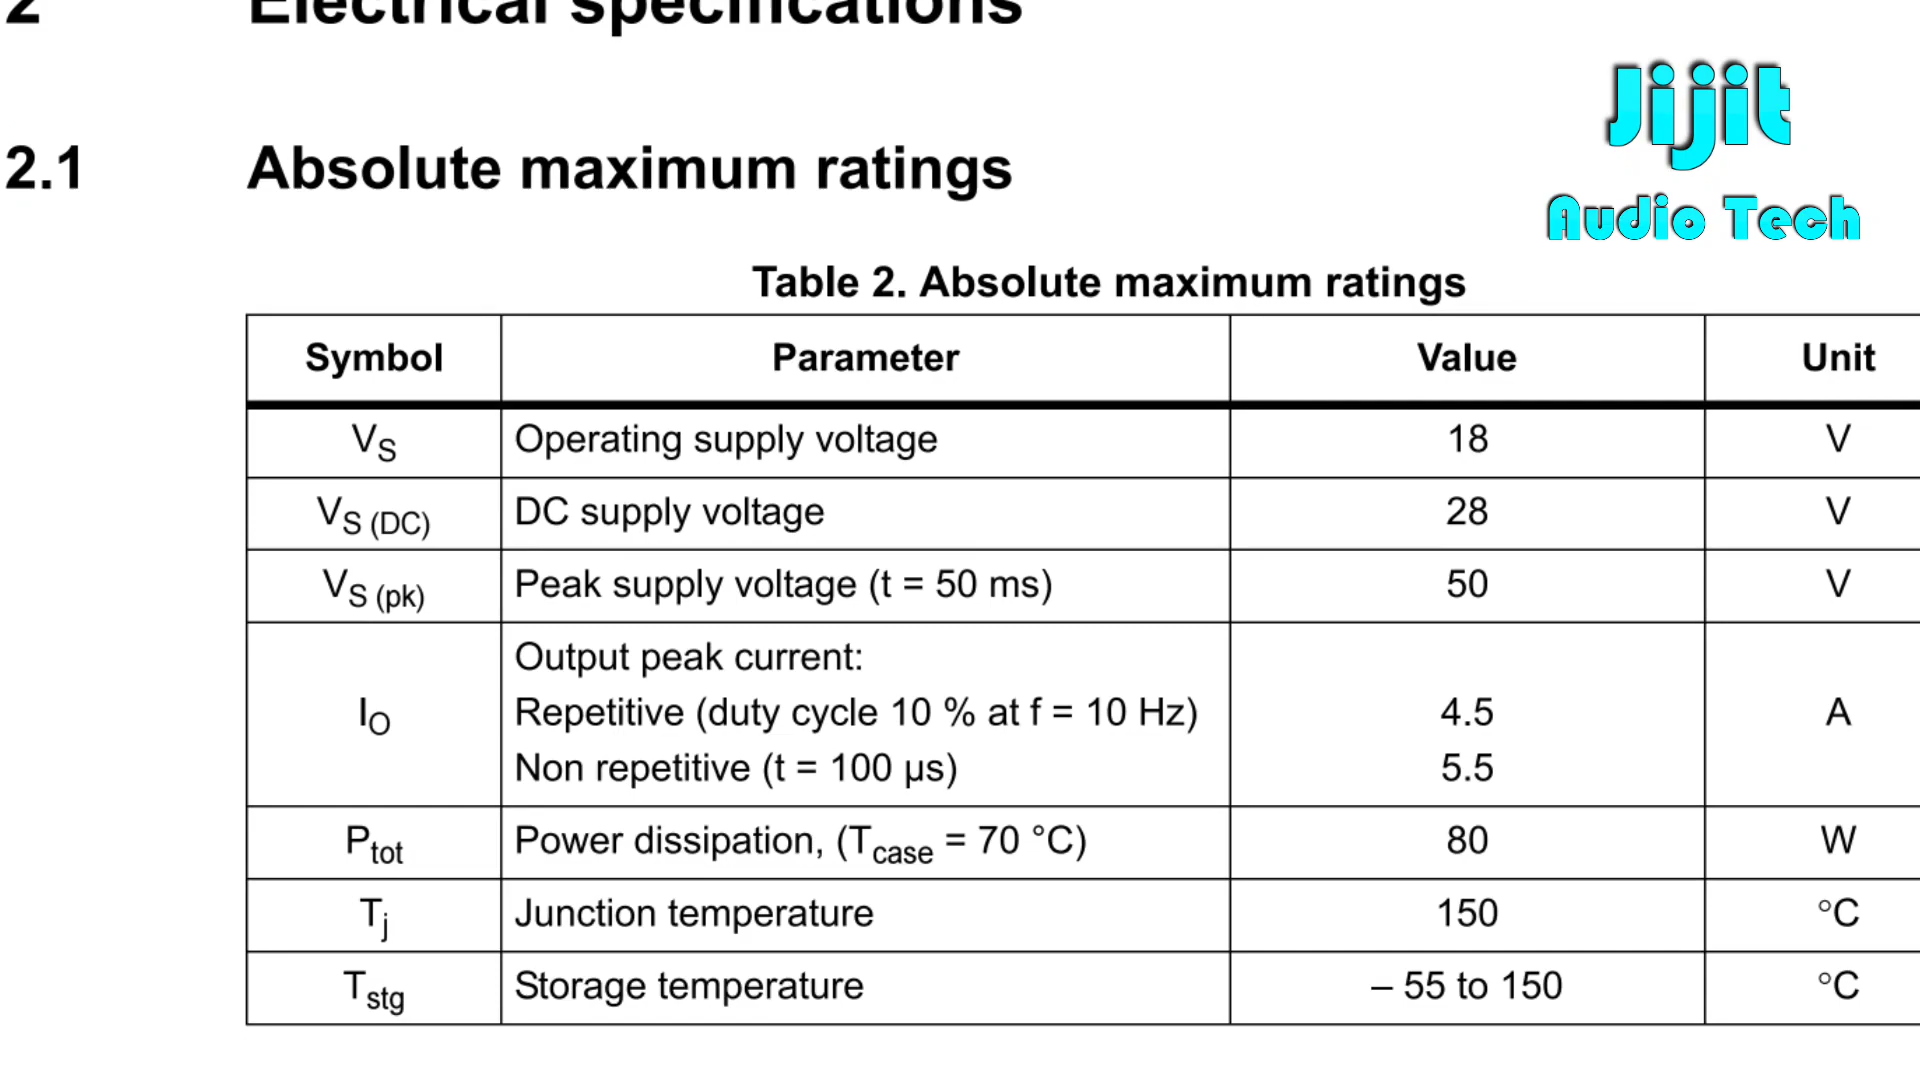 2 Electrical specifications
Jijit
Audio Tech
2.1 Absolute maximum ratings
Table 2. Absolute maximum ratings
Symbol Parameter Value Unit
VS Operating supply voltage 18 V
VS (DC) DC supply voltage 28 V
VS (pk) Peak supply voltage (t = 50 ms) 50 V
Output peak current:
IO Repetitive (duty cycle 10 % at f = 10 Hz) 4.5 A
Non repetitive (t = 100 µs) 5.5
Ptot Power dissipation, (Tcase = 70 °C) 80 W
Tj Junction temperature 150 °C
Tstg Storage temperature – 55 to 150 °C